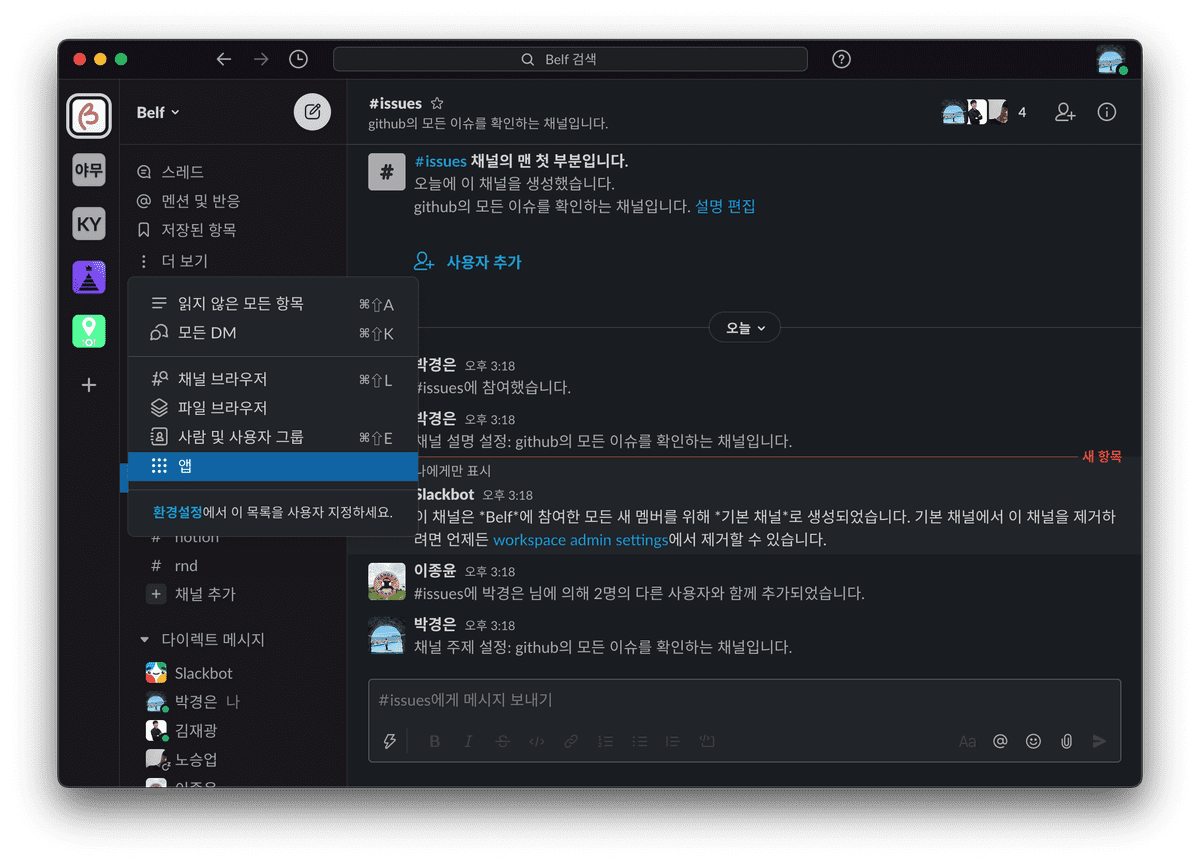 Belf 검색
야무
KY
'O!
Belf
스레드
멘션 및 반응
저장된 항목
더 보기
읽지 않은 모든 항목 ⌘⇧A
모든 DM ⌘⇧K
채널 브라우저 ⌘⇧L
파일 브라우저
사람 및 사용자 그룹 ⌘⇧E
앱
환경설정에서 이 목록을 사용자 지정하세요.
# notion
# rnd
+ 채널 추가
다이렉트 메시지
Slackbot
박경은 나
김재광
노승업
이종윤
#issues
github의 모든 이슈를 확인하는 채널입니다.
4
#issues 채널의 맨 첫 부분입니다.
오늘에 이 채널을 생성했습니다.
github의 모든 이슈를 확인하는 채널입니다. 설명 편집
사용자 추가
오늘
박경은 오후 3:18
#issues에 참여했습니다.
박경은 오후 3:18
채널 설명 설정: github의 모든 이슈를 확인하는 채널입니다.
새 항목
나에게만 표시
Slackbot 오후 3:18
이 채널은 *Belf*에 참여한 모든 새 멤버를 위해 *기본 채널*로 생성되었습니다. 기본 채널에서 이 채널을 제거하
려면 언제든 workspace admin settings에서 제거할 수 있습니다.
이종윤 오후 3:18
#issues에 박경은 님에 의해 2명의 다른 사용자와 함께 추가되었습니다.
박경은 오후 3:18
채널 주제 설정: github의 모든 이슈를 확인하는 채널입니다.
#issues에게 메시지 보내기
B I S </> Aa @